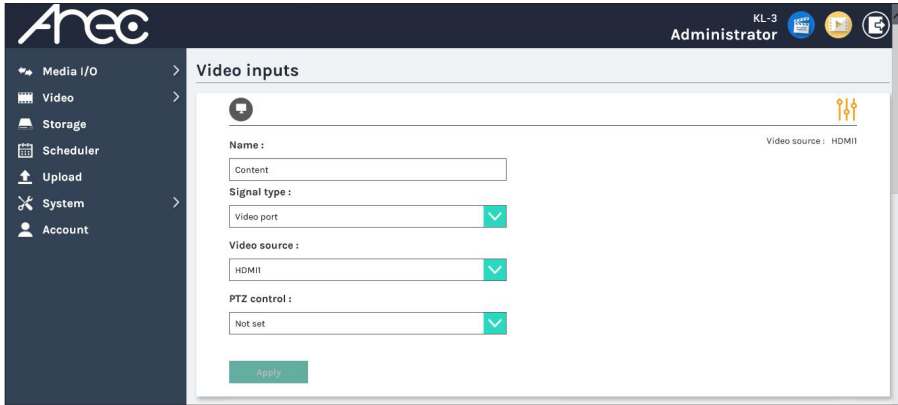 Arec
KL-3
Administrator
Media I/O
Video
Storage
Scheduler
Upload
System
Account
Video inputs
Video source : HDMI1
Name :
Content
Signal type :
Video port
Video source :
HDMI1
PTZ control :
Not set
Apply